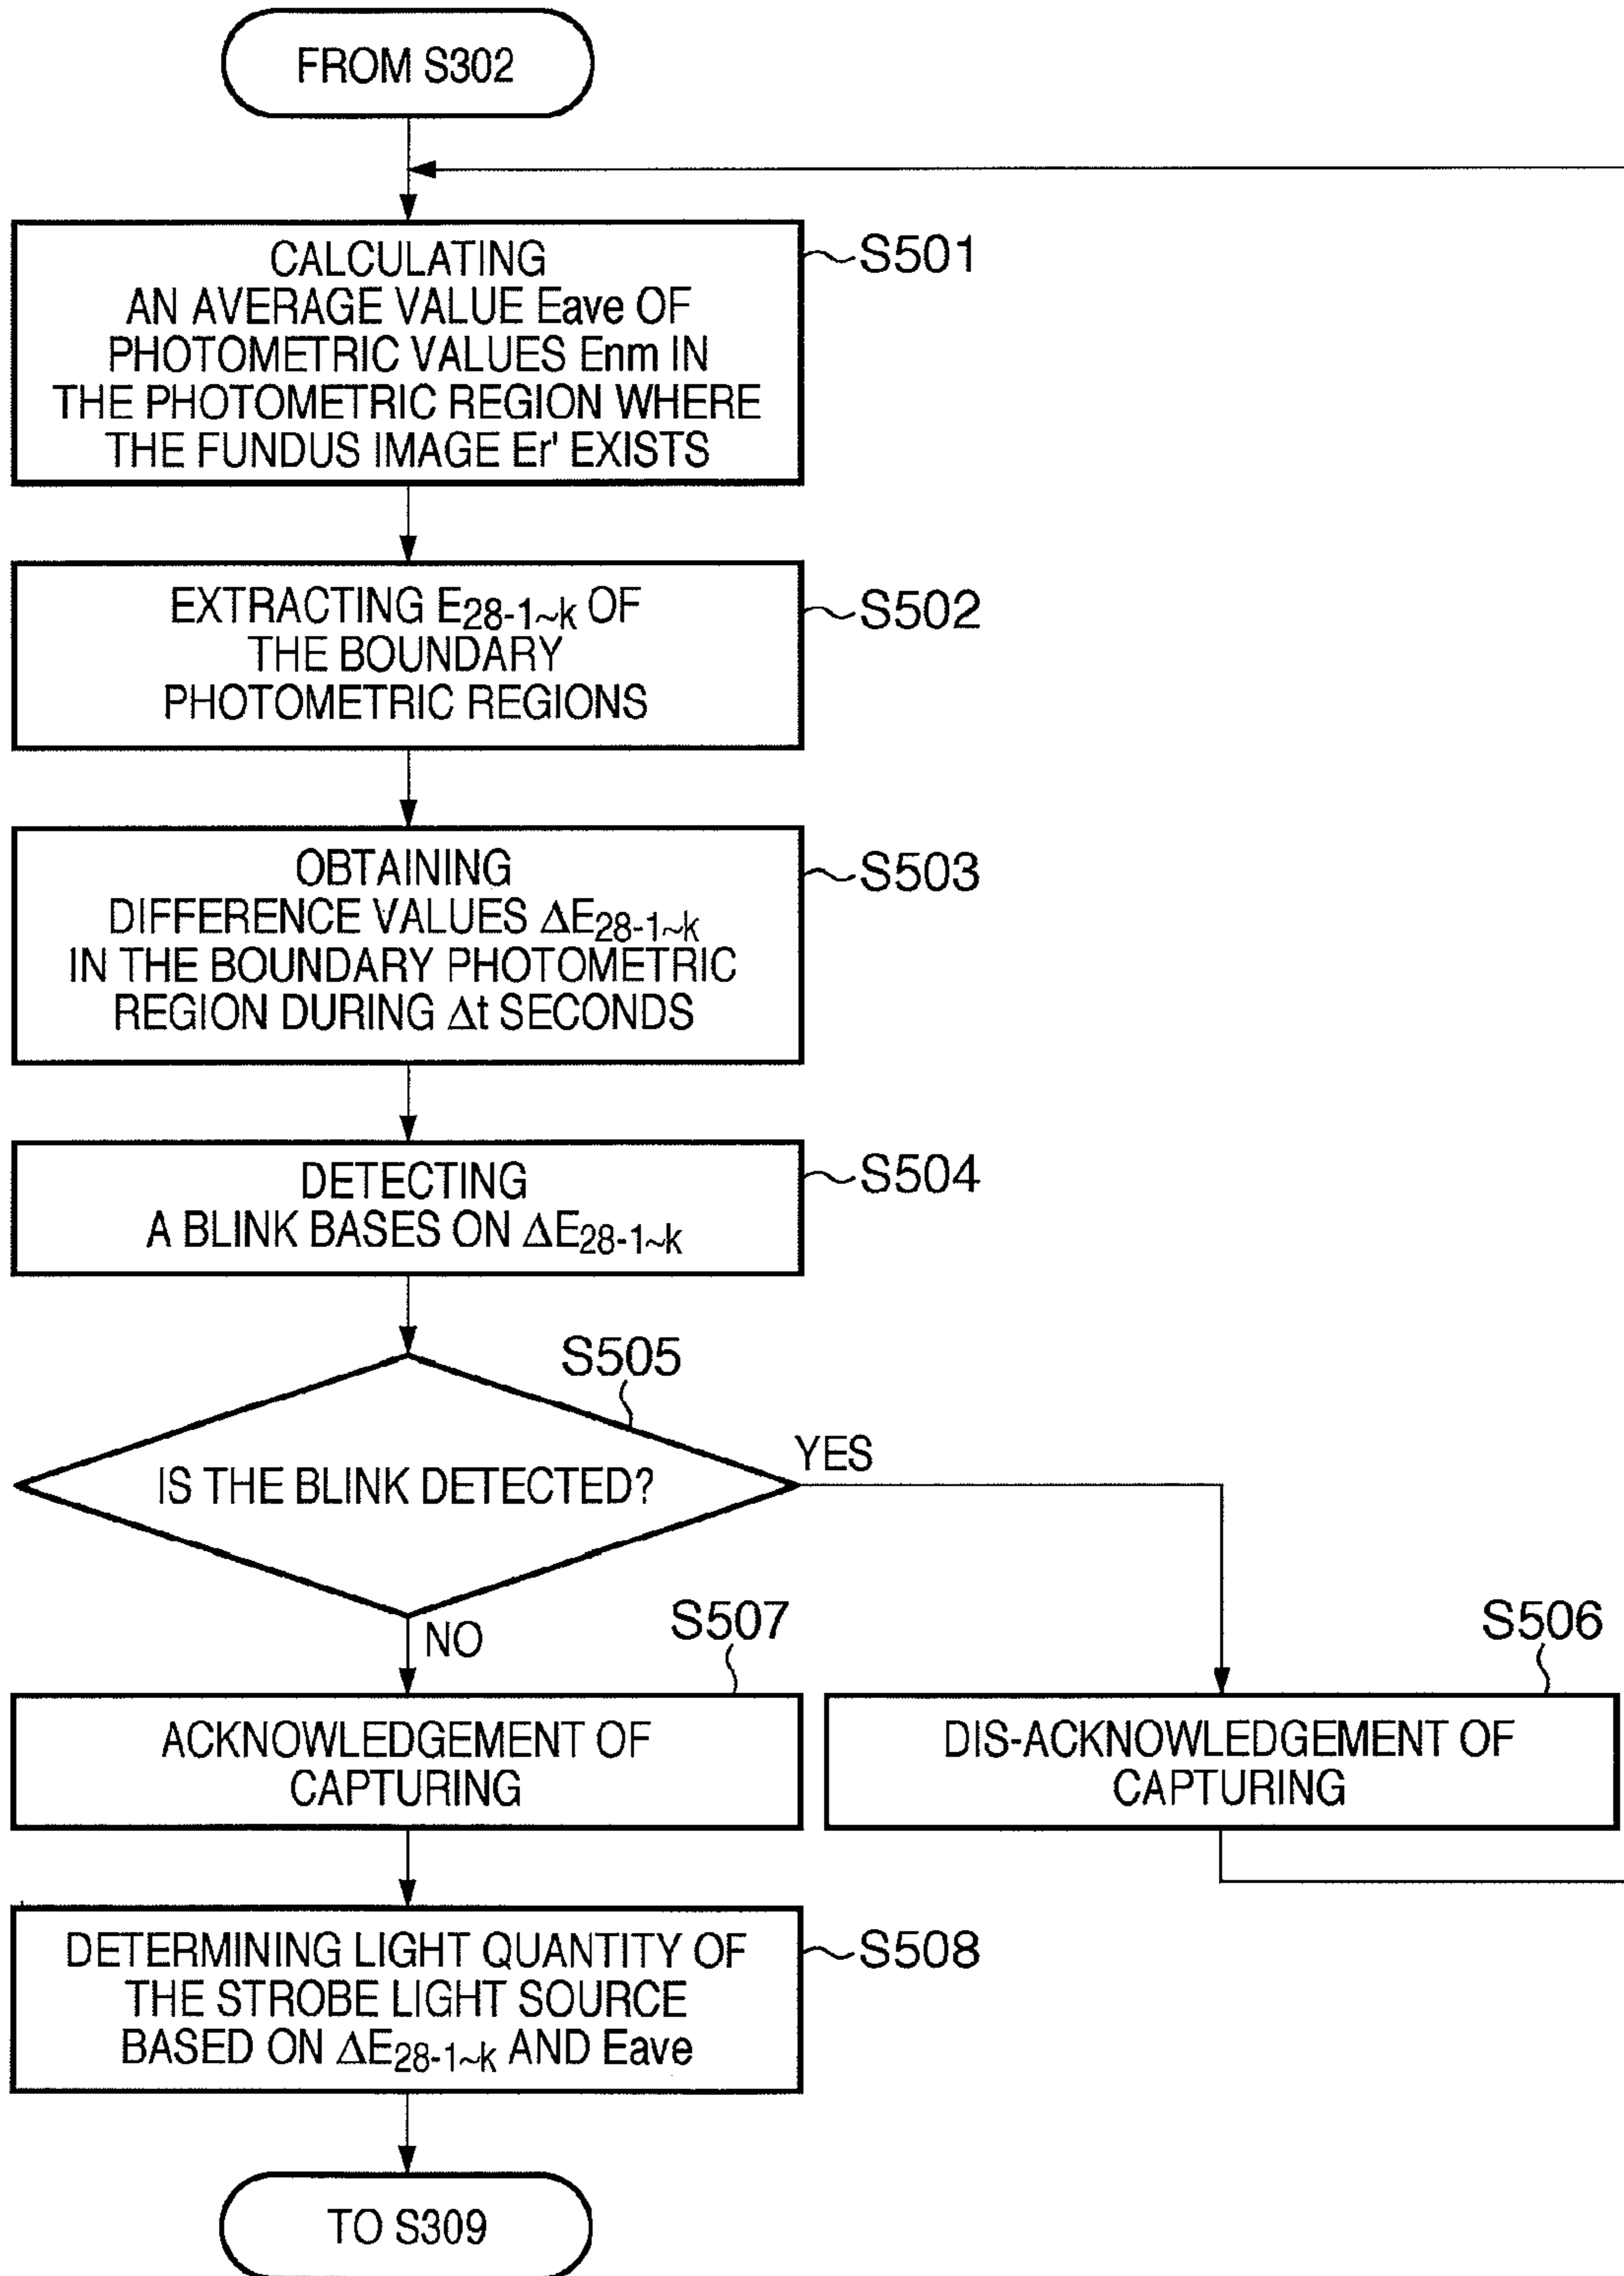 FROM S302
CALCULATING
AN AVERAGE VALUE Eave OF
PHOTOMETRIC VALUES Enm IN
THE PHOTOMETRIC REGION WHERE
THE FUNDUS IMAGE Er' EXISTS
S501
EXTRACTING E28-1~k OF
THE BOUNDARY
PHOTOMETRIC REGIONS
S502
OBTAINING
DIFFERENCE VALUES ΔE28-1~k
IN THE BOUNDARY PHOTOMETRIC
REGION DURING Δt SECONDS
S503
DETECTING
A BLINK BASES ON ΔE28-1~k
S504
S505
IS THE BLINK DETECTED?
YES
NO
S507
ACKNOWLEDGEMENT OF
CAPTURING
S506
DIS-ACKNOWLEDGEMENT OF
CAPTURING
DETERMINING LIGHT QUANTITY OF
THE STROBE LIGHT SOURCE
BASED ON ΔE28-1~k AND Eave
S508
TO S309